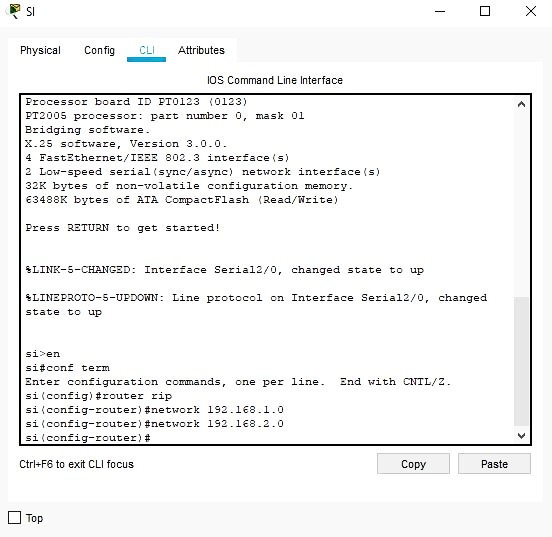 SI
Physical Config CLI Attributes
IOS Command Line Interface
Processor board ID PT0123 (0123)
PT2005 processor: part number 0, mask 01
Bridging software.
X.25 software, Version 3.0.0.
4 FastEthernet/IEEE 802.3 interface(s)
2 Low-speed serial(sync/async) network interface(s)
32K bytes of non-volatile configuration memory.
63488K bytes of ATA CompactFlash (Read/Write)
Press RETURN to get started!
%LINK-5-CHANGED: Interface Serial2/0, changed state to up
%LINEPROTO-5-UPDOWN: Line protocol on Interface Serial2/0, changed
state to up
si>en
si#conf term
Enter configuration commands, one per line.  End with CNTL/Z.
si(config)#router rip
si(config-router)#network 192.168.1.0
si(config-router)#network 192.168.2.0
si(config-router)#
Ctrl+F6 to exit CLI focus
Copy Paste
Top